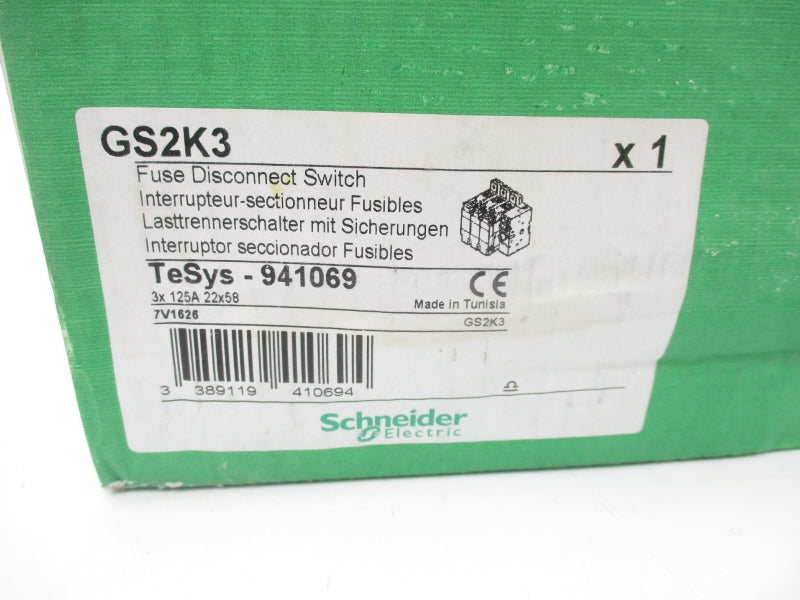 GS2K3
x 1
Fuse Disconnect Switch
Interrupteur-sectionneur Fusibles
Lasttrennerschalter mit Sicherungen
Interruptor seccionador Fusibles
TeSys - 941069
CE
3x 125A 22x58
Made in Tunisia
7V1626
GS2K3
3 389119 410694
Schneider
Electric